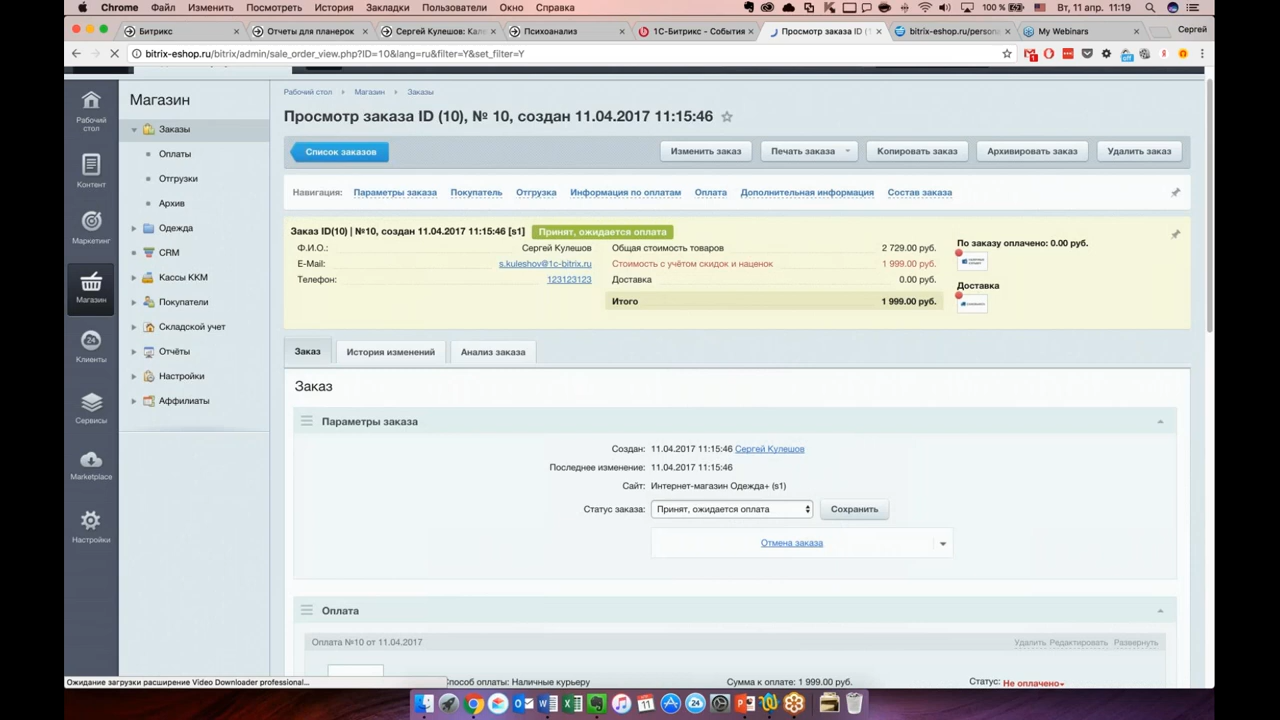 Chrome Файл Изменить Посмотреть История Закладки Пользователи Окно Справка 100 % Вт, 11 апр. 11:19
Битрикс Отчеты для планерок Сергей Кулешов: Кал Психоанализ 1С-Битрикс - События Просмотр заказа ID (1 bitrix-eshop.ru/persona My Webinars Сергей
bitrix-eshop.ru/bitrix/admin/sale_order_view.php?ID=10&lang=ru&filter=Y&set_filter=Y
Рабочий стол
Контент
Маркетинг
Магазин
24
Клиенты
Сервисы
Marketplace
Настройки
Магазин
Заказы
Оплаты
Отгрузки
Архив
Одежда
CRM
Кассы ККМ
Покупатели
Складской учет
Отчёты
Настройки
Аффилиаты
Рабочий стол Магазин Заказы
Просмотр заказа ID (10), № 10, создан 11.04.2017 11:15:46
Список заказов Изменить заказ Печать заказа Копировать заказ Архивировать заказ Удалить заказ
Навигация: Параметры заказа Покупатель Отгрузка Информация по оплатам Оплата Дополнительная информация Состав заказа
Заказ ID(10) | №10, создан 11.04.2017 11:15:46 [s1] Принят, ожидается оплата
Ф.И.О.: Сергей Кулешов
E-Mail: s.kuleshov@1c-bitrix.ru
Телефон: 123123123
Общая стоимость товаров 2 729.00 руб.
Стоимость с учётом скидок и наценок 1 999.00 руб.
Доставка 0.00 руб.
Итого 1 999.00 руб.
По заказу оплачено: 0.00 руб.
Доставка
Заказ История изменений Анализ заказа
Заказ
Параметры заказа
Создан: 11.04.2017 11:15:46 Сергей Кулешов
Последнее изменение: 11.04.2017 11:15:46
Сайт: Интернет-магазин Одежда+ (s1)
Статус заказа: Принят, ожидается оплата Сохранить
Отмена заказа
Оплата
Оплата №10 от 11.04.2017 Удалить Редактировать Развернуть
Способ оплаты: Наличные курьеру Сумма к оплате: 1 999.00 руб. Статус: Не оплачено
Ожидание загрузки расширение Video Downloader professional...